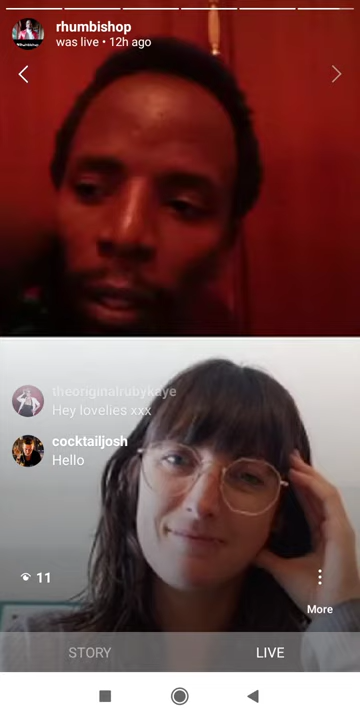 rhumbishop
was live • 12h ago
theoriginalrubykaye
Hey lovelies xxx
cocktailjosh
Hello
11
More
STORY
LIVE